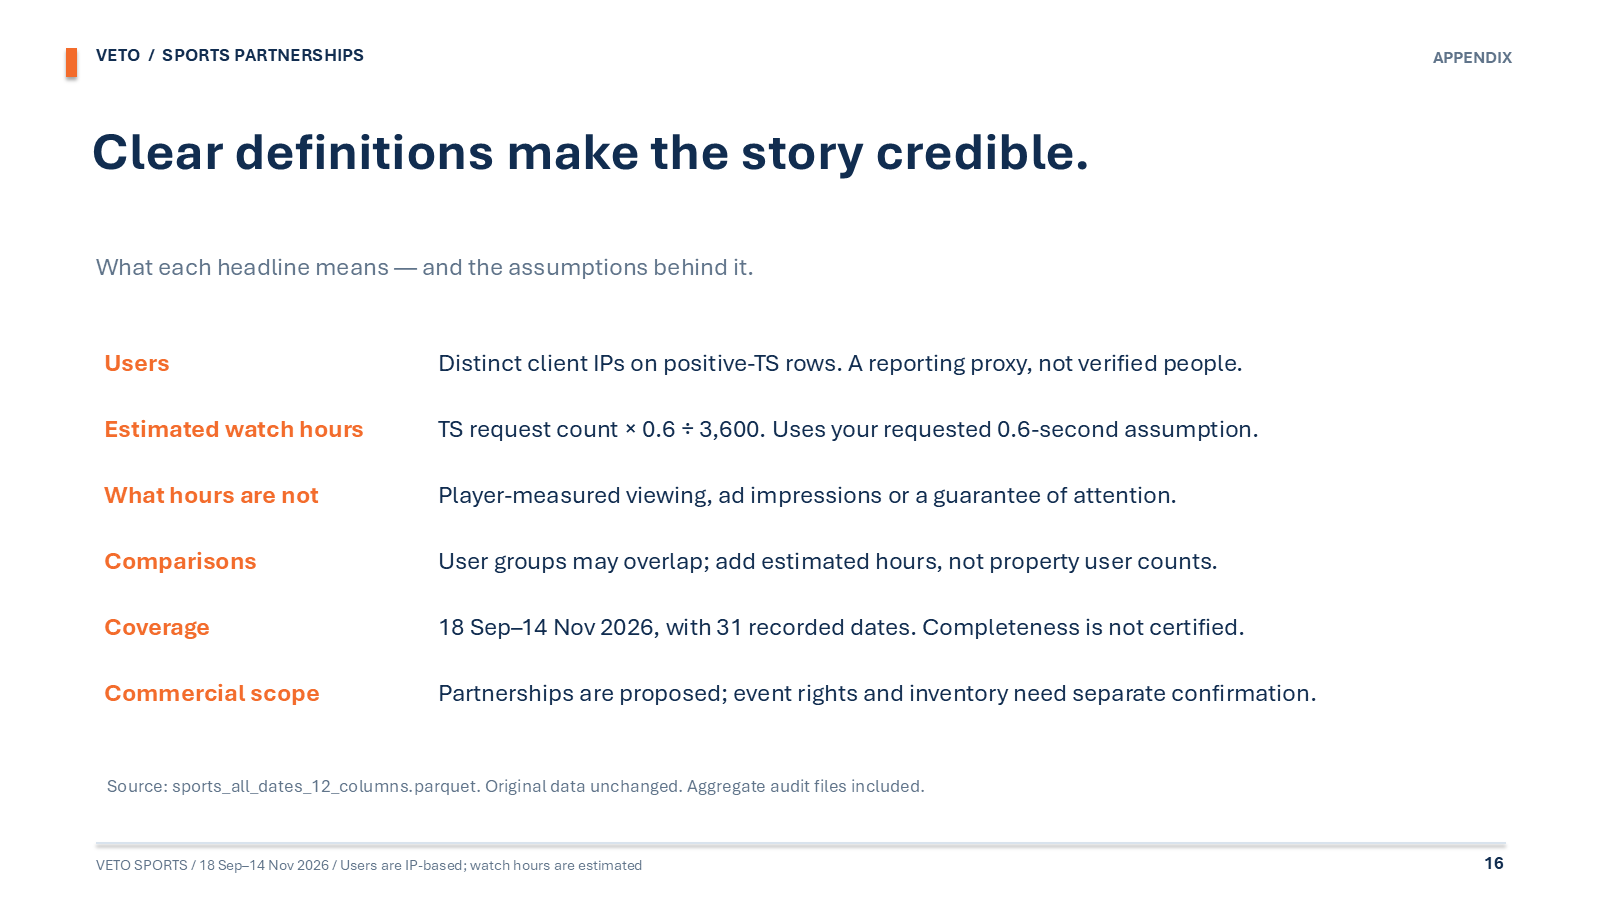 VETO / SPORTS PARTNERSHIPS
APPENDIX
Clear definitions make the story credible.
What each headline means — and the assumptions behind it.
Users
Distinct client IPs on positive-TS rows. A reporting proxy, not verified people.
Estimated watch hours
TS request count × 0.6 ÷ 3,600. Uses your requested 0.6-second assumption.
What hours are not
Player-measured viewing, ad impressions or a guarantee of attention.
Comparisons
User groups may overlap; add estimated hours, not property user counts.
Coverage
18 Sep–14 Nov 2026, with 31 recorded dates. Completeness is not certified.
Commercial scope
Partnerships are proposed; event rights and inventory need separate confirmation.
Source: sports_all_dates_12_columns.parquet. Original data unchanged. Aggregate audit files included.
VETO SPORTS / 18 Sep–14 Nov 2026 / Users are IP-based; watch hours are estimated
16